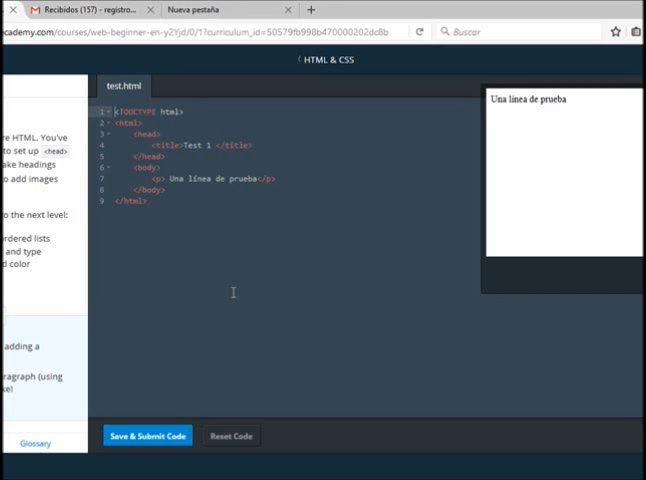 Recibidos (157) - registro...
Nueva pestaña
cademy.com/courses/web-beginner-en-y2Yjd/0/1?curriculum_id=50579fb998b470000202dc8b
Buscar
HTML & CSS
test.html
re HTML. You've
to set up <head>
ake headings
to add images
to the next level:
rdered lists
and type
d color
adding a
ragraph (using
ke!
Glossary
1 <!DOCTYPE html>
2 <html>
3 <head>
4 <title>Test 1 </title>
5 </head>
6 <body>
7 <p> Una línea de prueba</p>
8 </body>
9 </html>
Save & Submit Code
Reset Code
Una línea de prueba